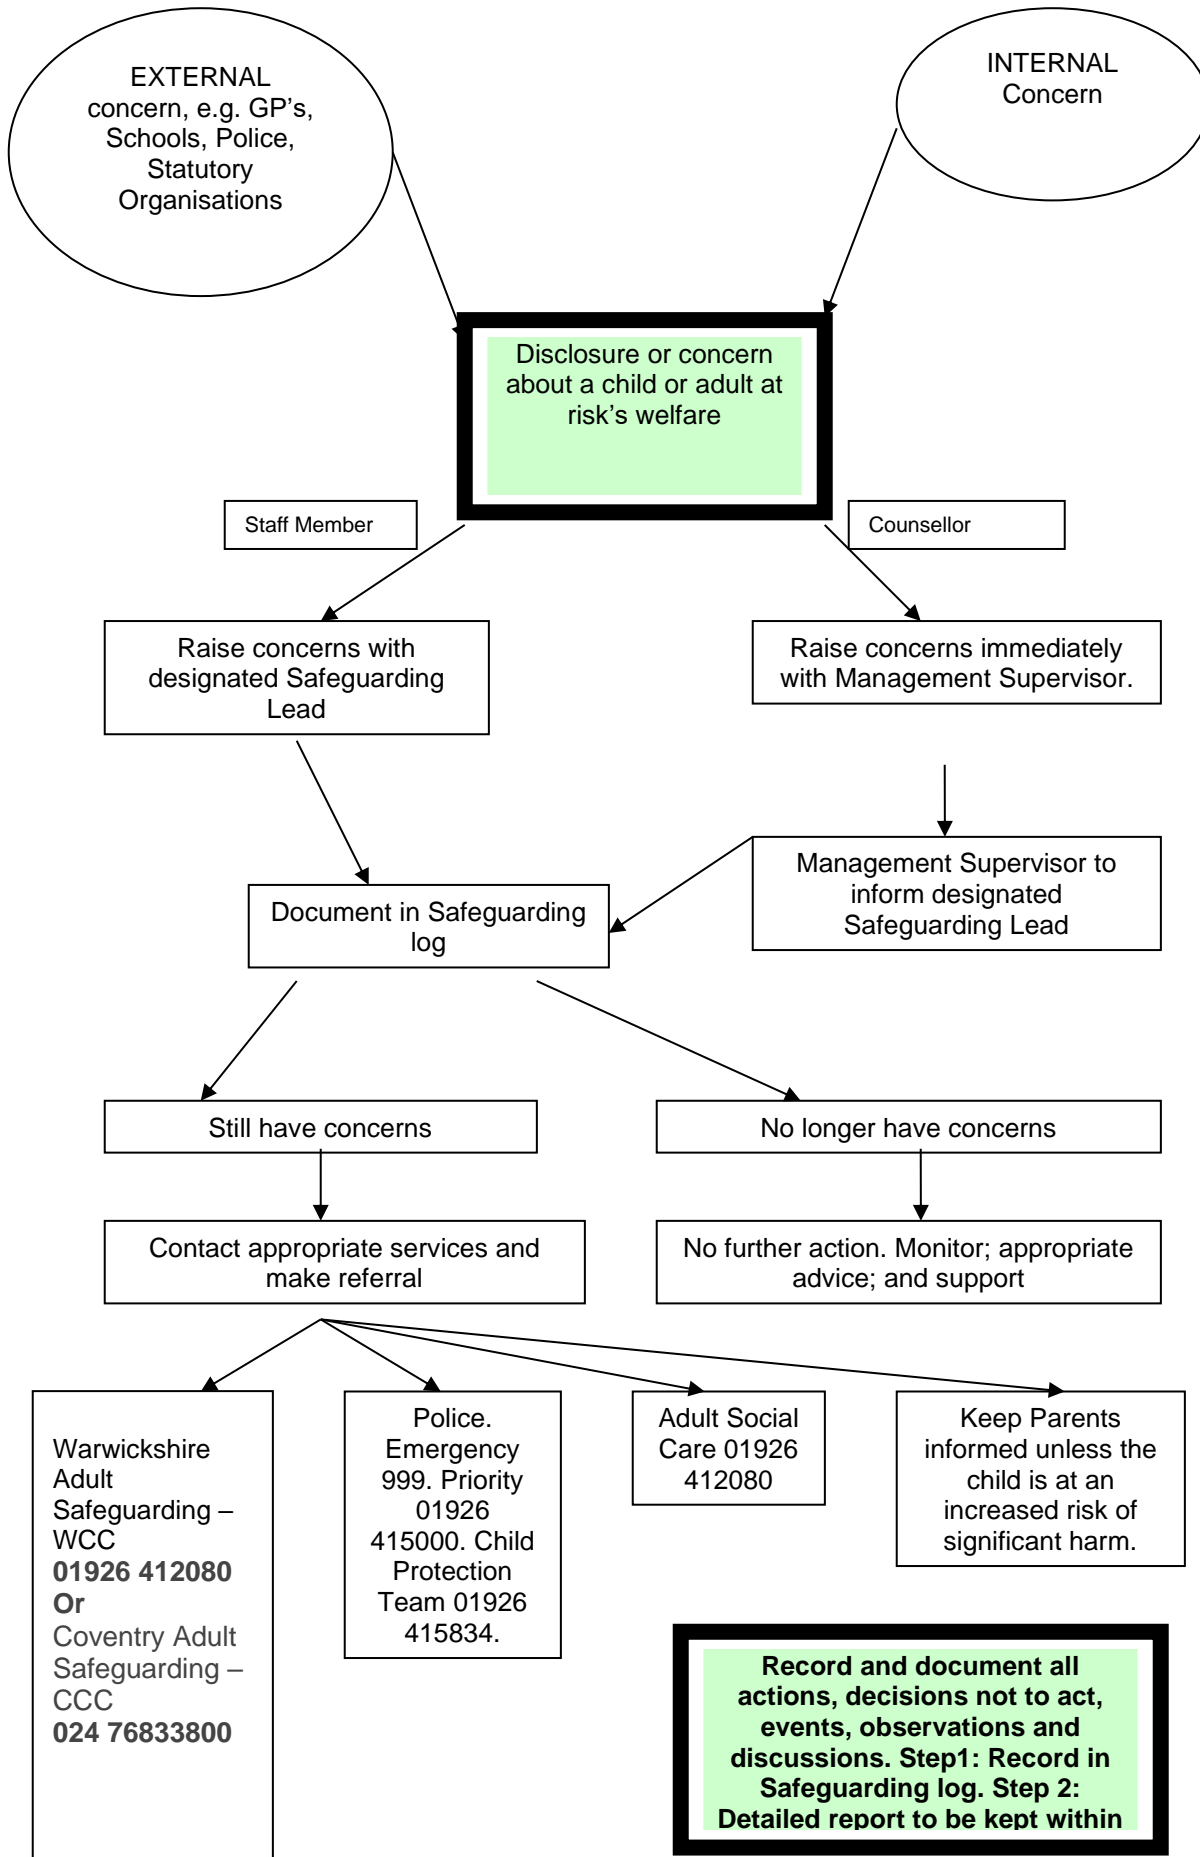 EXTERNAL
concern, e.g. GP’s,
Schools, Police,
Statutory
Organisations
INTERNAL
Concern
Disclosure or concern
about a child or adult at
risk’s welfare
Staff Member
Counsellor
Raise concerns with
designated Safeguarding
Lead
Raise concerns immediately
with Management Supervisor.
Management Supervisor to
inform designated
Safeguarding Lead
Document in Safeguarding
log
Still have concerns
No longer have concerns
Contact appropriate services and
make referral
No further action. Monitor; appropriate
advice; and support
Warwickshire
Adult
Safeguarding –
WCC
01926 412080
Or
Coventry Adult
Safeguarding –
CCC
024 76833800
Police.
Emergency
999. Priority
01926
415000. Child
Protection
Team 01926
415834.
Adult Social
Care 01926
412080
Keep Parents
informed unless the
child is at an
increased risk of
significant harm.
Record and document all
actions, decisions not to act,
events, observations and
discussions. Step1: Record in
Safeguarding log. Step 2:
Detailed report to be kept within